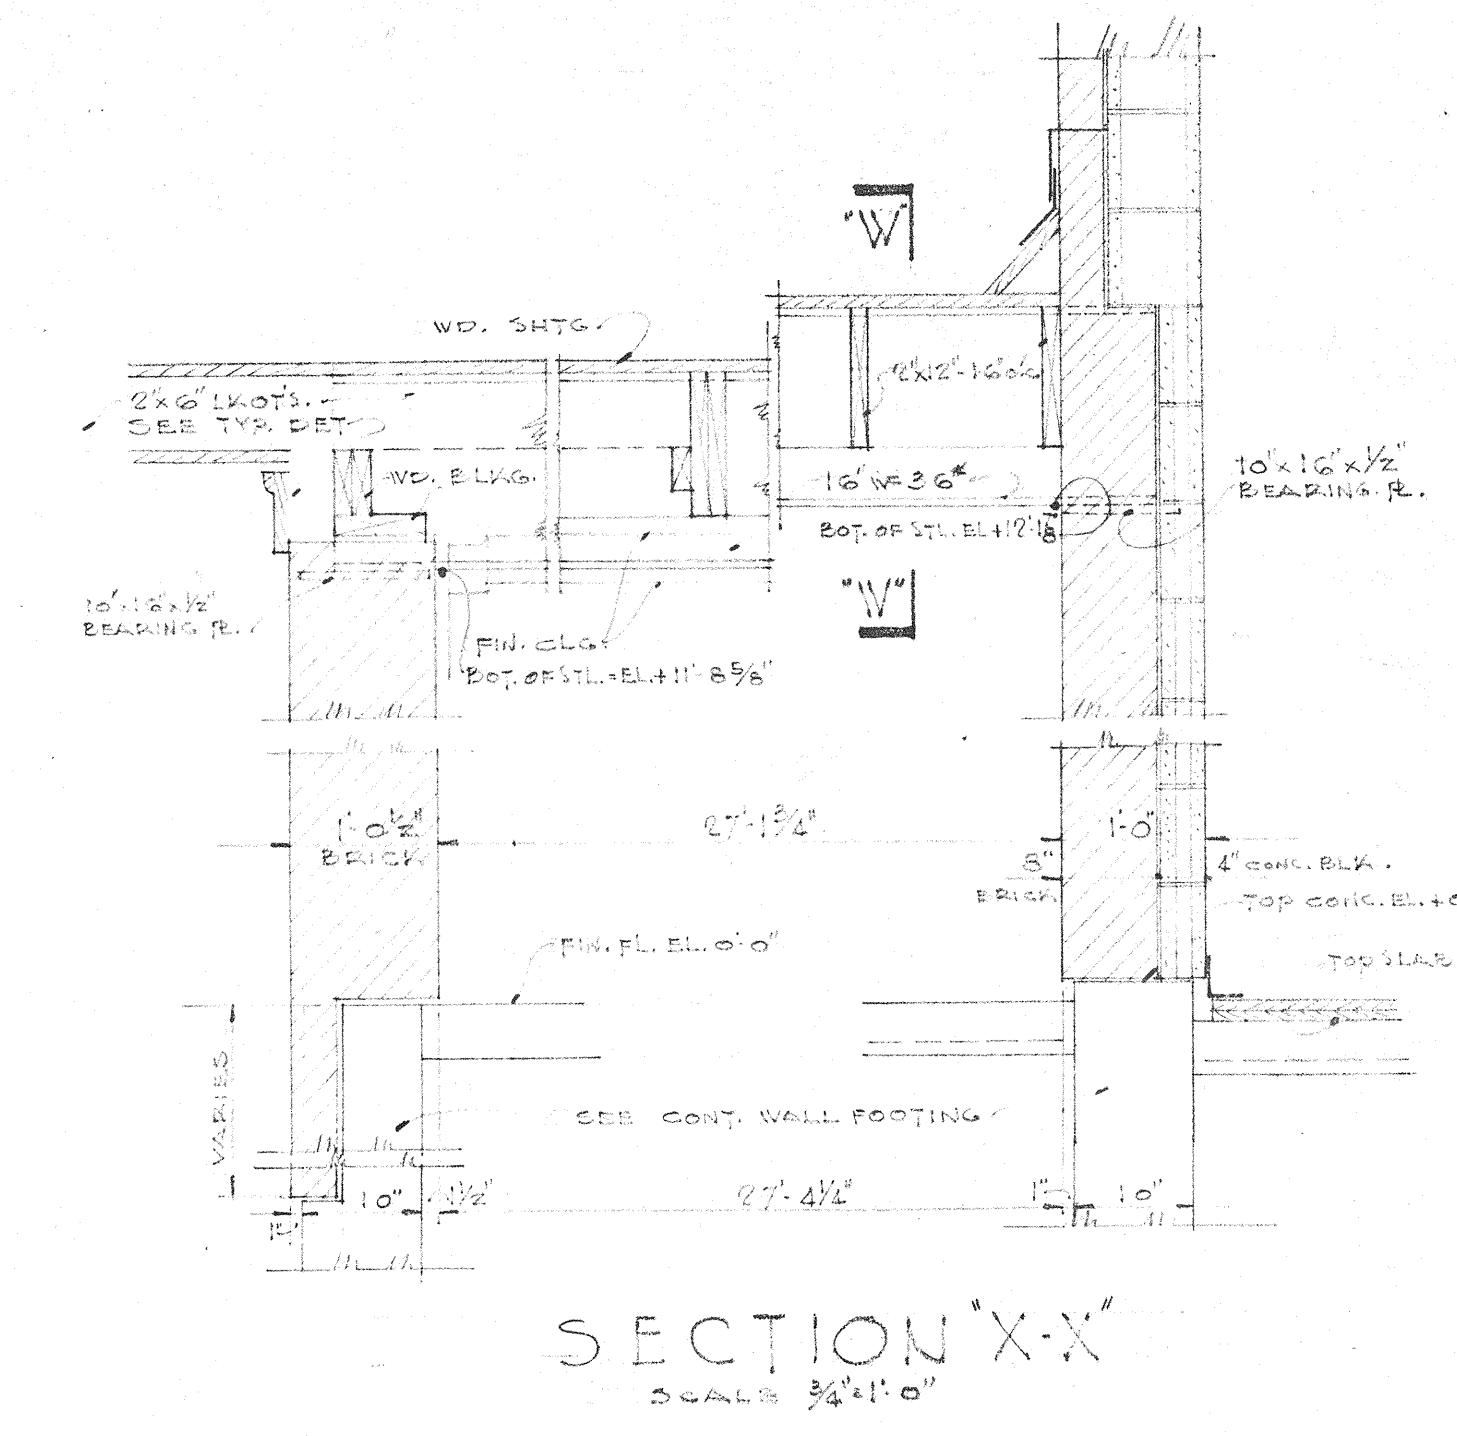 "W"
WD. SHTG.
2"x6" LKOTS.
SEE TYP. DET
2"x12"-16"o/c
WD. BLKG.
16"WF36#
10"x16"x1/2"
BEARING PL.
BOT. OF STL. EL+12'-1 1/8
"W"
10"x16"x1/2"
BEARING PL.
FIN. CLG.
BOT. OF STL.=EL.+11'-8 5/8"
1'-0 1/2"
BRICK
27'-1 3/4"
1'-0"
8"
BRICK
4" CONC. BLK.
TOP CONC. EL. +
FIN. FL. EL. 0'-0"
TOP SLAB
VARIES
SEE CONT. WALL FOOTING
1"
10"
1 1/2"
27'-4 1/4"
1"
10"
SECTION "X-X"
SCALE 3/4"=1'-0"